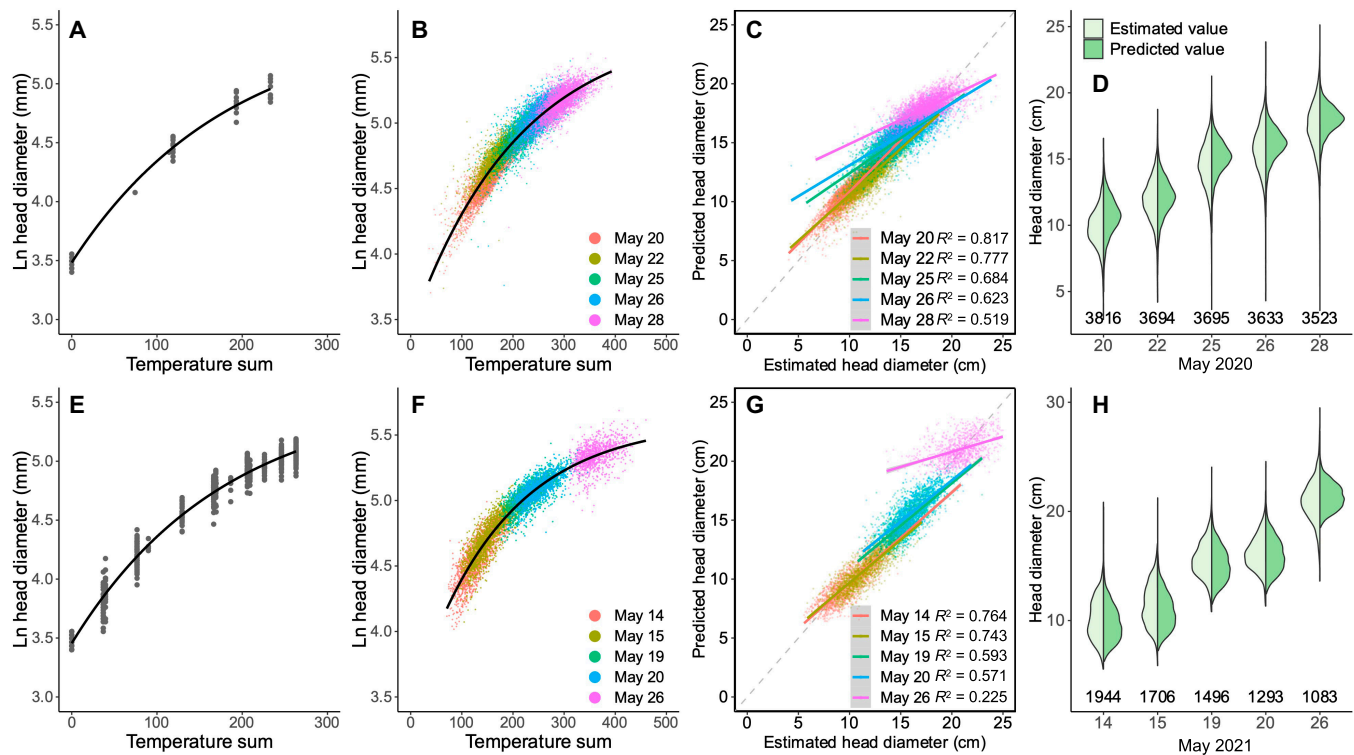 A
Ln head diameter (mm)
5.5
5.0
4.5
4.0
3.5
3.0
0 100 200 300
Temperature sum
B
Ln head diameter (mm)
5.5
5.0
4.5
4.0
3.5
May 20
May 22
May 25
May 26
May 28
0 100 200 300 400 500
Temperature sum
C
Predicted head diameter (cm)
25
20
15
10
5
0
May 20 R² = 0.817
May 22 R² = 0.777
May 25 R² = 0.684
May 26 R² = 0.623
May 28 R² = 0.519
0 5 10 15 20 25
Estimated head diameter (cm)
Estimated value
Predicted value
D
Head diameter (cm)
25
20
15
10
5
3816 3694 3695 3633 3523
20 22 25 26 28
May 2020
E
Ln head diameter (mm)
5.5
5.0
4.5
4.0
3.5
3.0
0 100 200 300
Temperature sum
F
Ln head diameter (mm)
5.5
5.0
4.5
4.0
3.5
May 14
May 15
May 19
May 20
May 26
0 100 200 300 400 500
Temperature sum
G
Predicted head diameter (cm)
25
20
15
10
5
0
May 14 R² = 0.764
May 15 R² = 0.743
May 19 R² = 0.593
May 20 R² = 0.571
May 26 R² = 0.225
0 5 10 15 20 25
Estimated head diameter (cm)
H
Head diameter (cm)
30
20
10
1944 1706 1496 1293 1083
14 15 19 20 26
May 2021